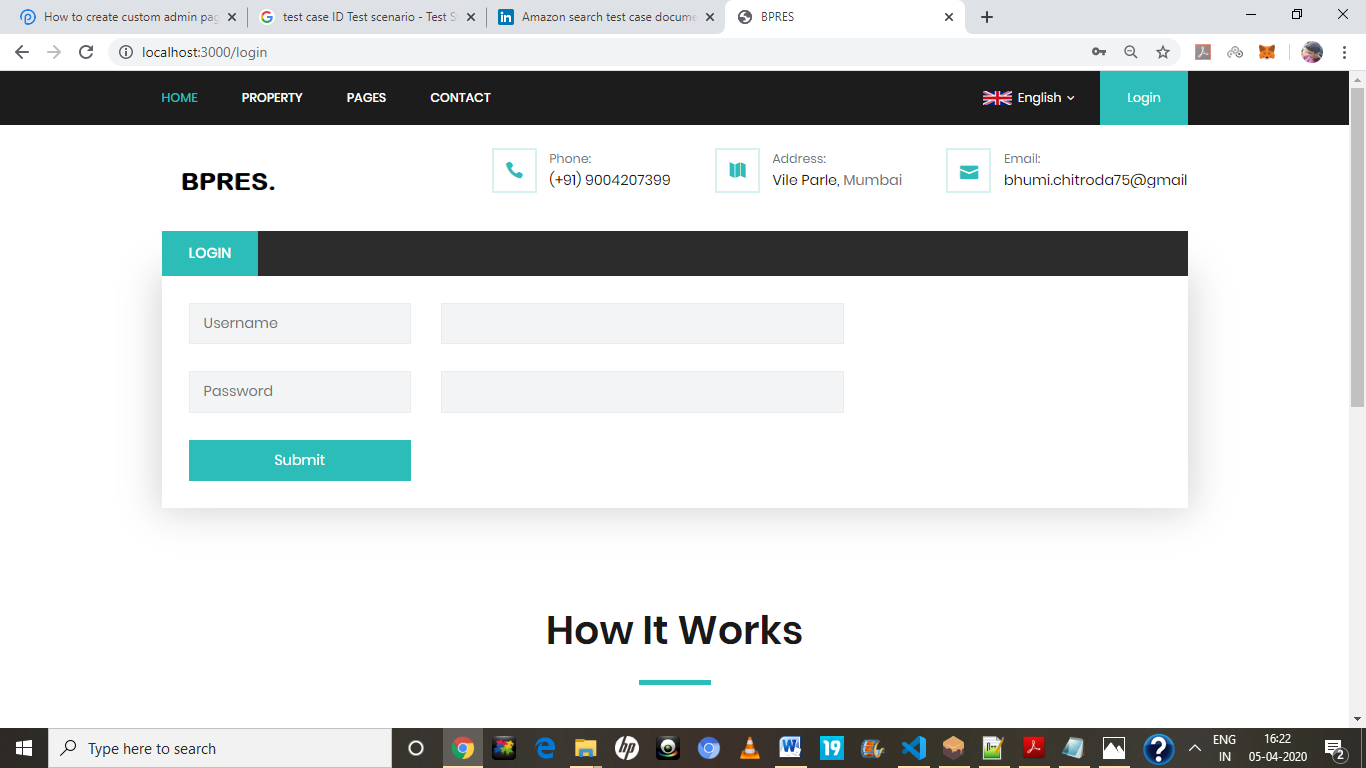 How to create custom admin pag
test case ID Test scenario - Test S
Amazon search test case docume
BPRES
localhost:3000/login
HOME PROPERTY PAGES CONTACT English Login
BPRES.
Phone:
(+91) 9004207399
Address:
Vile Parle, Mumbai
Email:
bhumi.chitroda75@gmail
LOGIN
Username
Password
Submit
How It Works
Type here to search
ENG
IN
16:22
05-04-2020
2